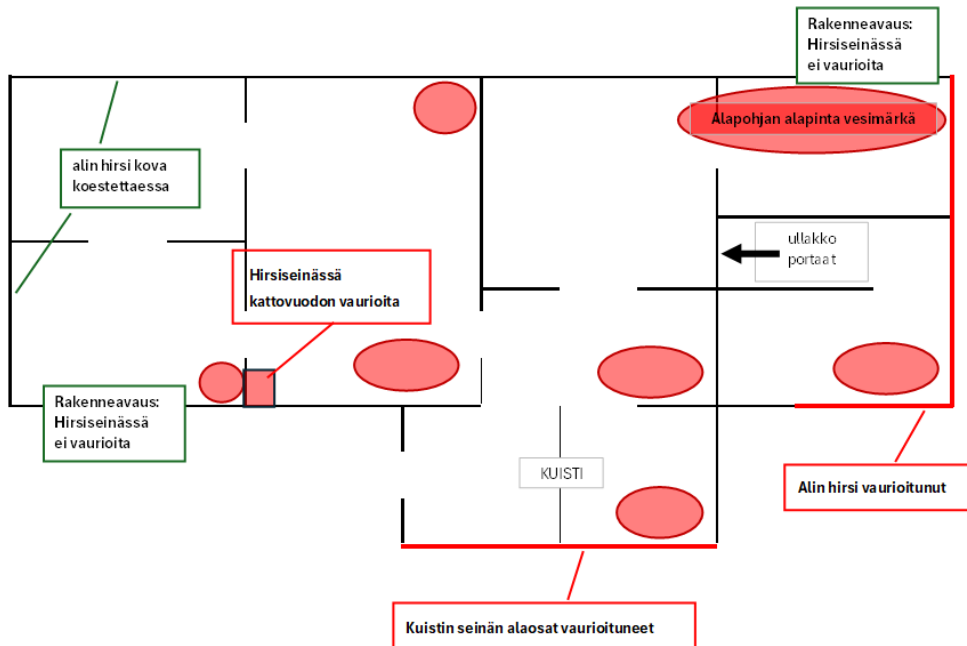 Rakenneavaus:
Hirsiseinässä
ei vaurioita
Alapohjan alapinta vesimärkä
alin hirsi kova
koestettaessa
ullakko
portaat
Hirsiseinässä
kattovuodon vaurioita
Rakenneavaus:
Hirsiseinässä
ei vaurioita
KUISTI
Alin hirsi vaurioitunut
Kuistin seinän alaosat vaurioituneet